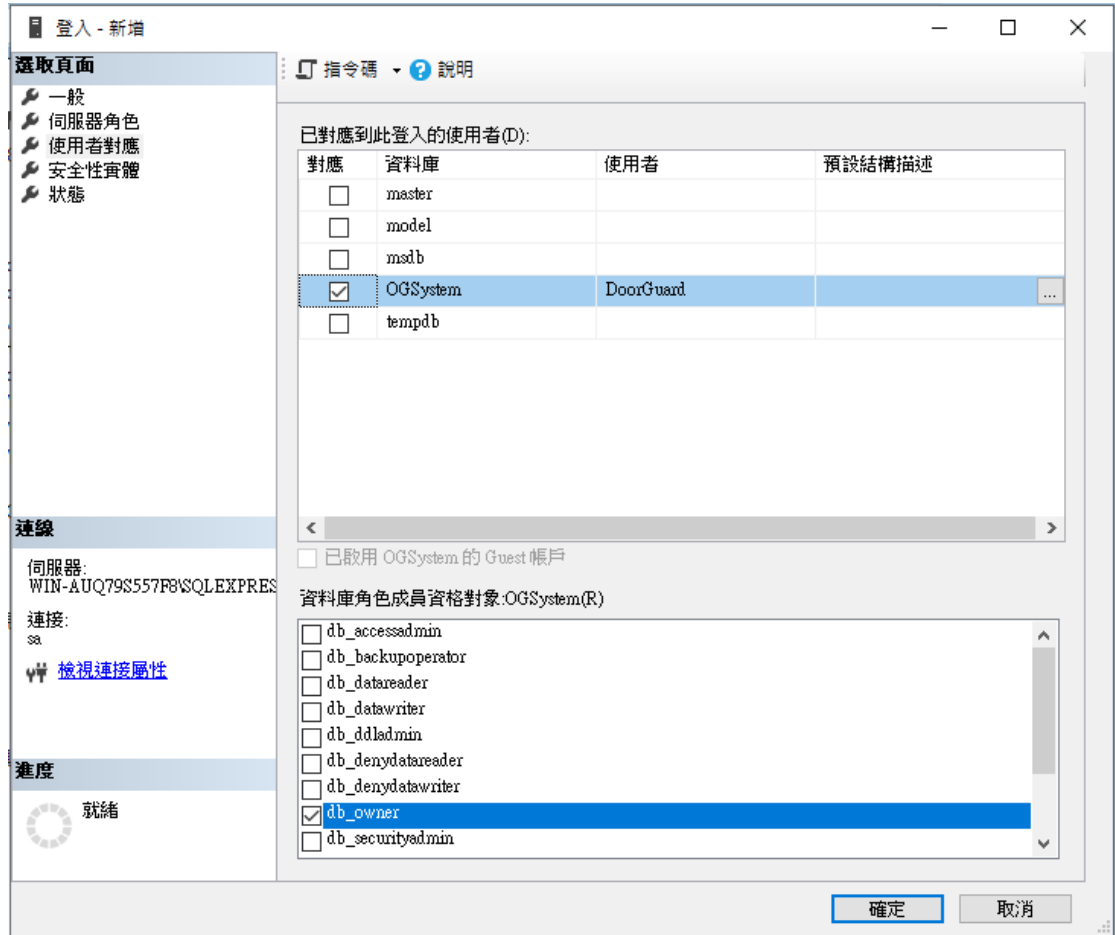 登入 - 新增
選取頁面
一般
伺服器角色
使用者對應
安全性實體
狀態
指令碼 說明
已對應到此登入的使用者(D):
對應 資料庫 使用者 預設結構描述
master
model
msdb
OGSystem DoorGuard ...
tempdb
已啟用 OGSystem 的 Guest 帳戶
資料庫角色成員資格對象:OGSystem(R)
db_accessadmin
db_backupoperator
db_datareader
db_datawriter
db_ddladmin
db_denydatareader
db_denydatawriter
db_owner
db_securityadmin
連線
伺服器:
WIN-AUQ79S557F8\SQLEXPRES
連接:
sa
檢視連接屬性
進度
就緒
確定 取消